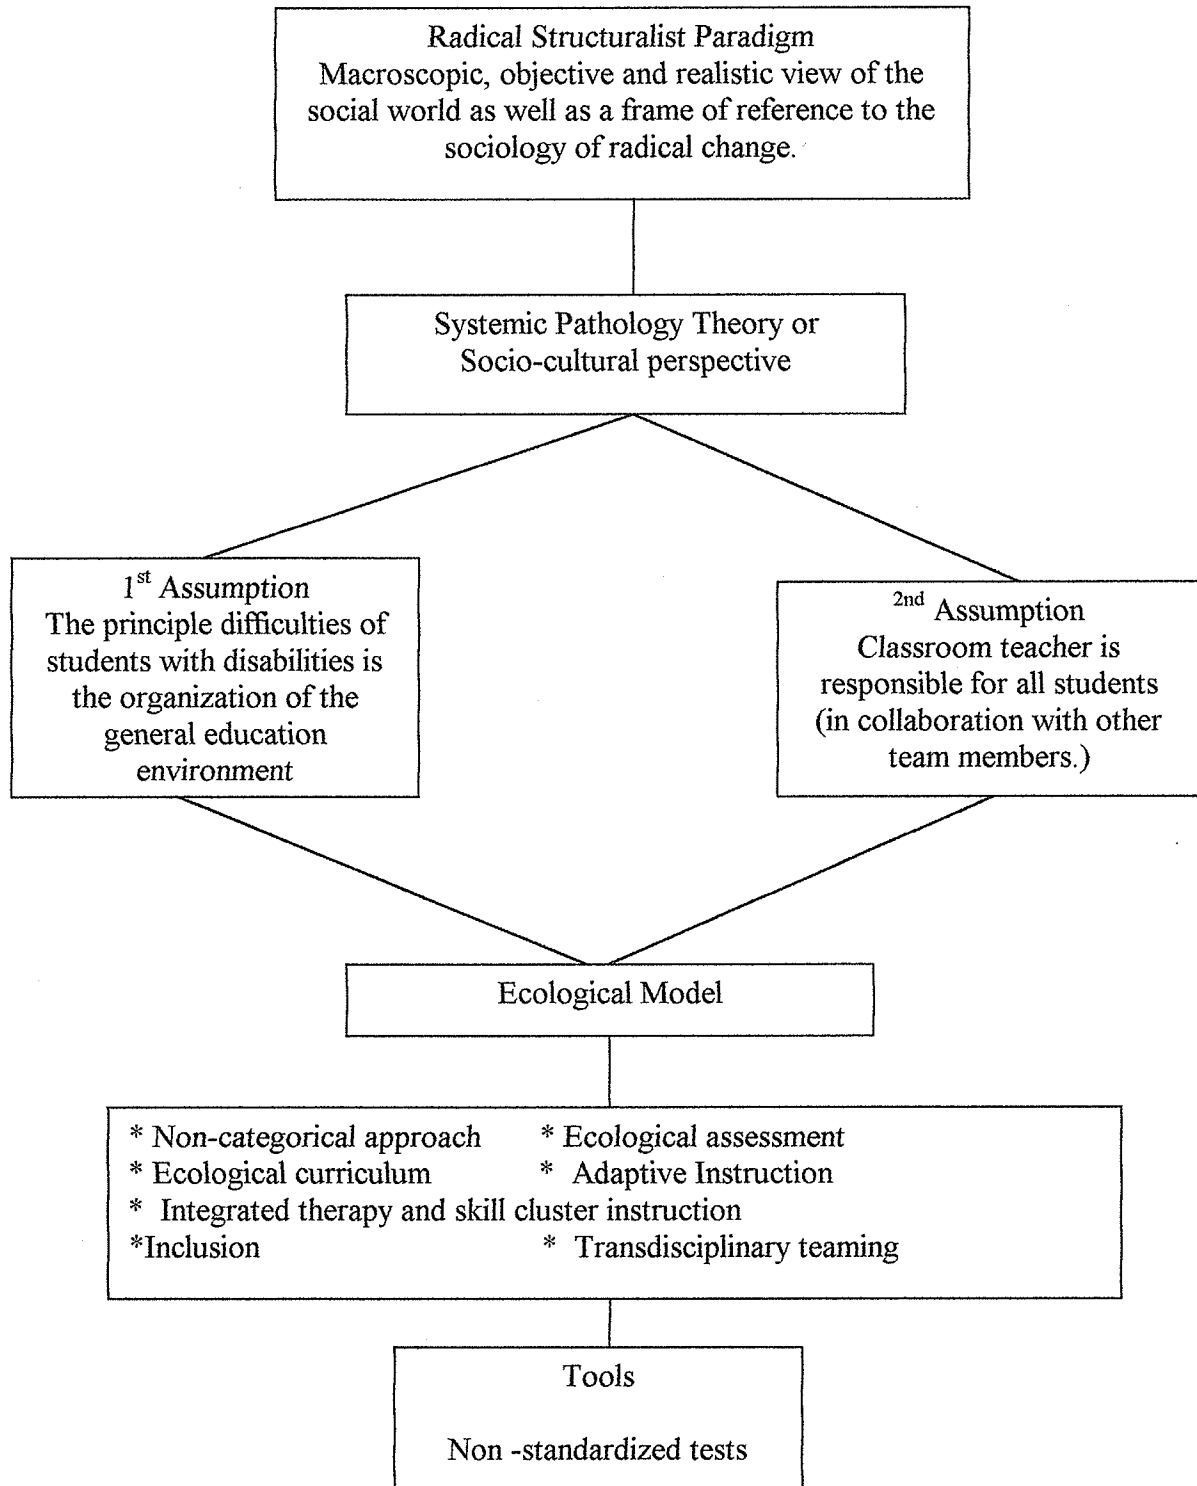 Radical Structuralist Paradigm
Macroscopic, objective and realistic view of the
social world as well as a frame of reference to the
sociology of radical change.
Systemic Pathology Theory or
Socio-cultural perspective
1st Assumption
The principle difficulties of
students with disabilities is
the organization of the
general education
environment
2nd Assumption
Classroom teacher is
responsible for all students
(in collaboration with other
team members.)
Ecological Model
* Non-categorical approach * Ecological assessment
* Ecological curriculum * Adaptive Instruction
* Integrated therapy and skill cluster instruction
*Inclusion * Transdisciplinary teaming
Tools
Non -standardized tests